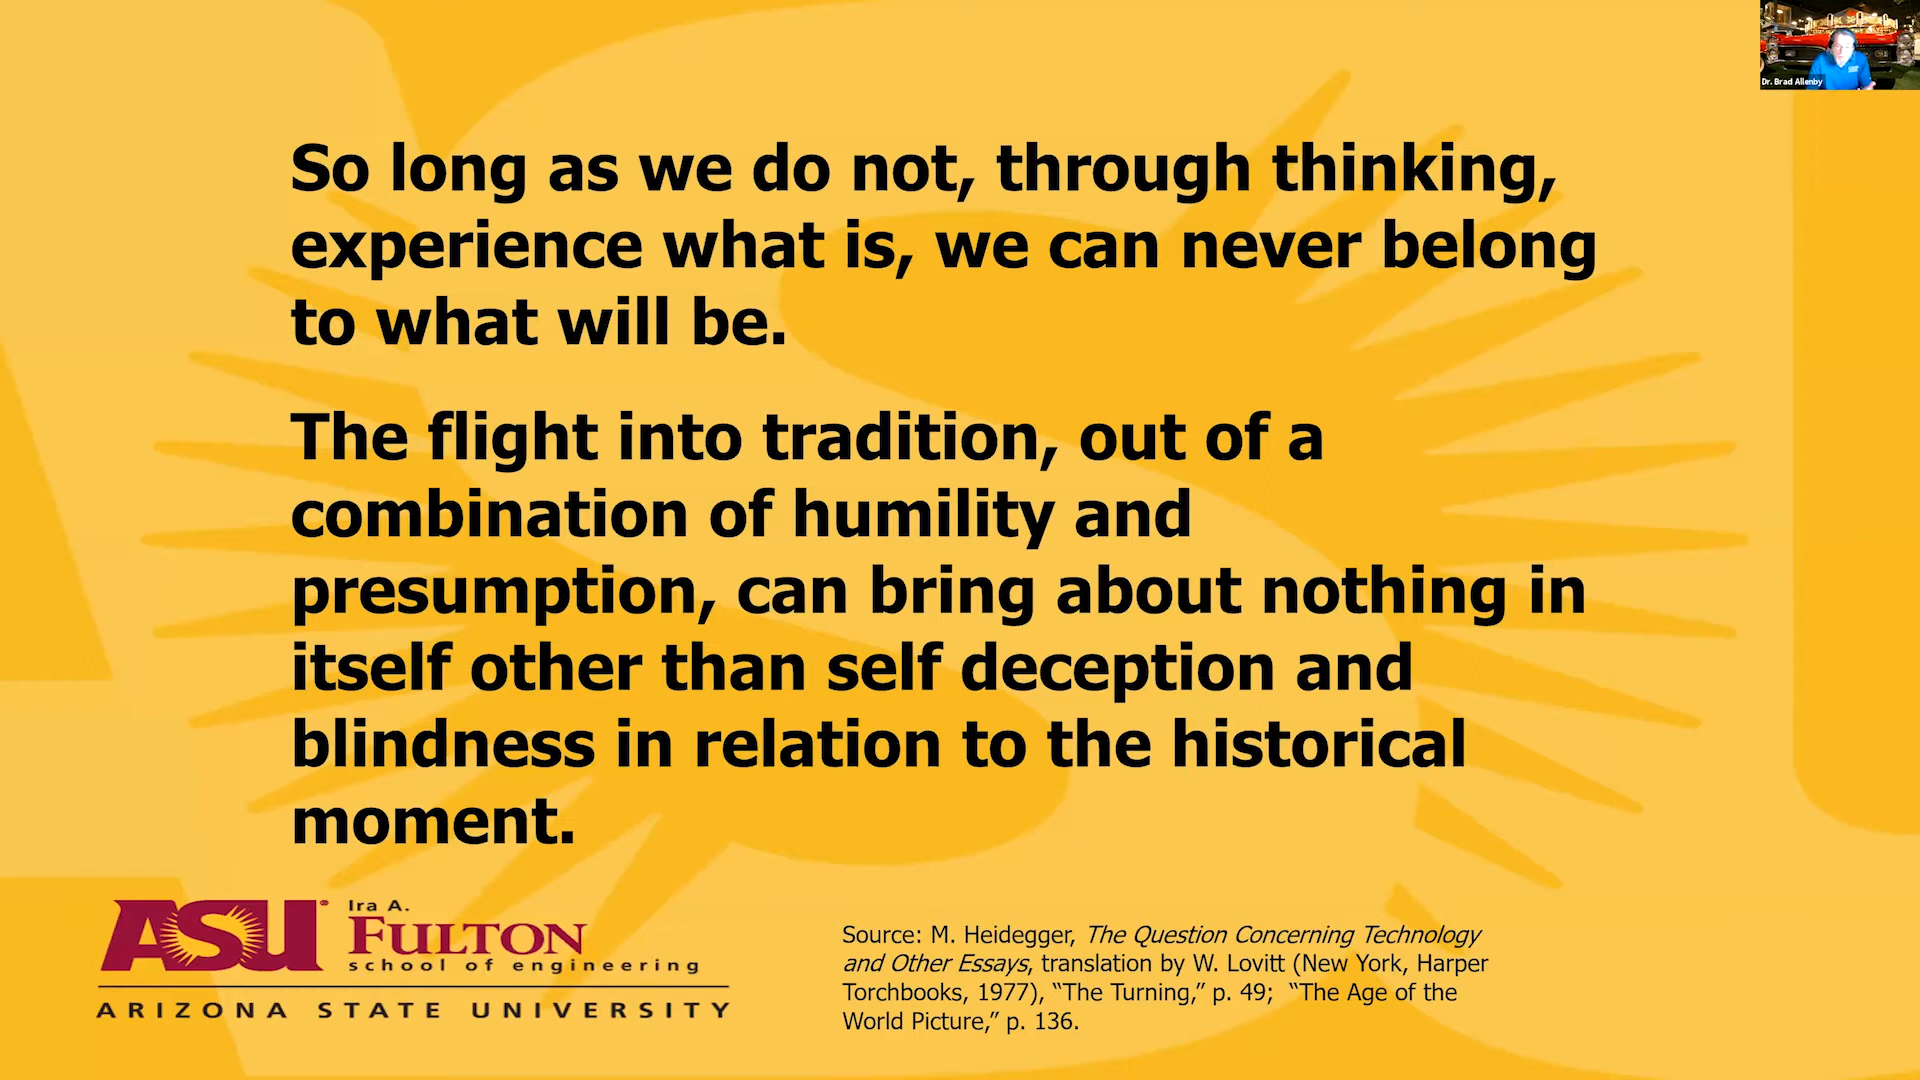 Dr. Brad Allenby
So long as we do not, through thinking,
experience what is, we can never belong
to what will be.
The flight into tradition, out of a
combination of humility and
presumption, can bring about nothing in
itself other than self deception and
blindness in relation to the historical
moment.
ASU®
Ira A.
FULTON
school of engineering
ARIZONA STATE UNIVERSITY
Source: M. Heidegger, The Question Concerning Technology
and Other Essays, translation by W. Lovitt (New York, Harper
Torchbooks, 1977), “The Turning,” p. 49;  “The Age of the
World Picture,” p. 136.